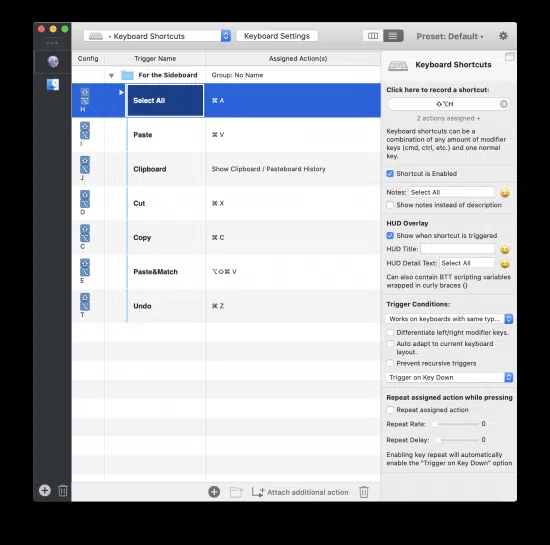 Keyboard Shortcuts
Keyboard Settings
Preset: Default
Config
Trigger Name
Assigned Action(s)
For the Sideboard
Group: No Name
H
Select All
⌘ A
I
Paste
⌘ V
J
Clipboard
Show Clipboard / Pasteboard History
D
Cut
⌘ X
C
Copy
⌘ C
E
Paste&Match
⌥⇧⌘ V
T
Undo
⌘ Z
Attach additional action
Keyboard Shortcuts
Click here to record a shortcut:
⇧⌥H
2 actions assigned +
Keyboard shortcuts can be a
combination of any amount of modifier
keys (cmd, ctrl, etc.) and one normal
key.
Shortcut is Enabled
Notes: Select All
Show notes instead of description
HUD Overlay
Show when shortcut is triggered
HUD Title:
HUD Detail Text: Select All
Can also contain BTT scripting variables
wrapped in curly braces {}
Trigger Conditions:
Works on keyboards with same typ...
Differentiate left/right modifier keys.
Auto adapt to current keyboard
layout.
Prevent recursive triggers
Trigger on Key Down
Repeat assigned action while pressing
Repeat assigned action
Repeat Rate: 0
Repeat Delay: 0
Enabling key repeat will automatically
enable the "Trigger on Key Down" option